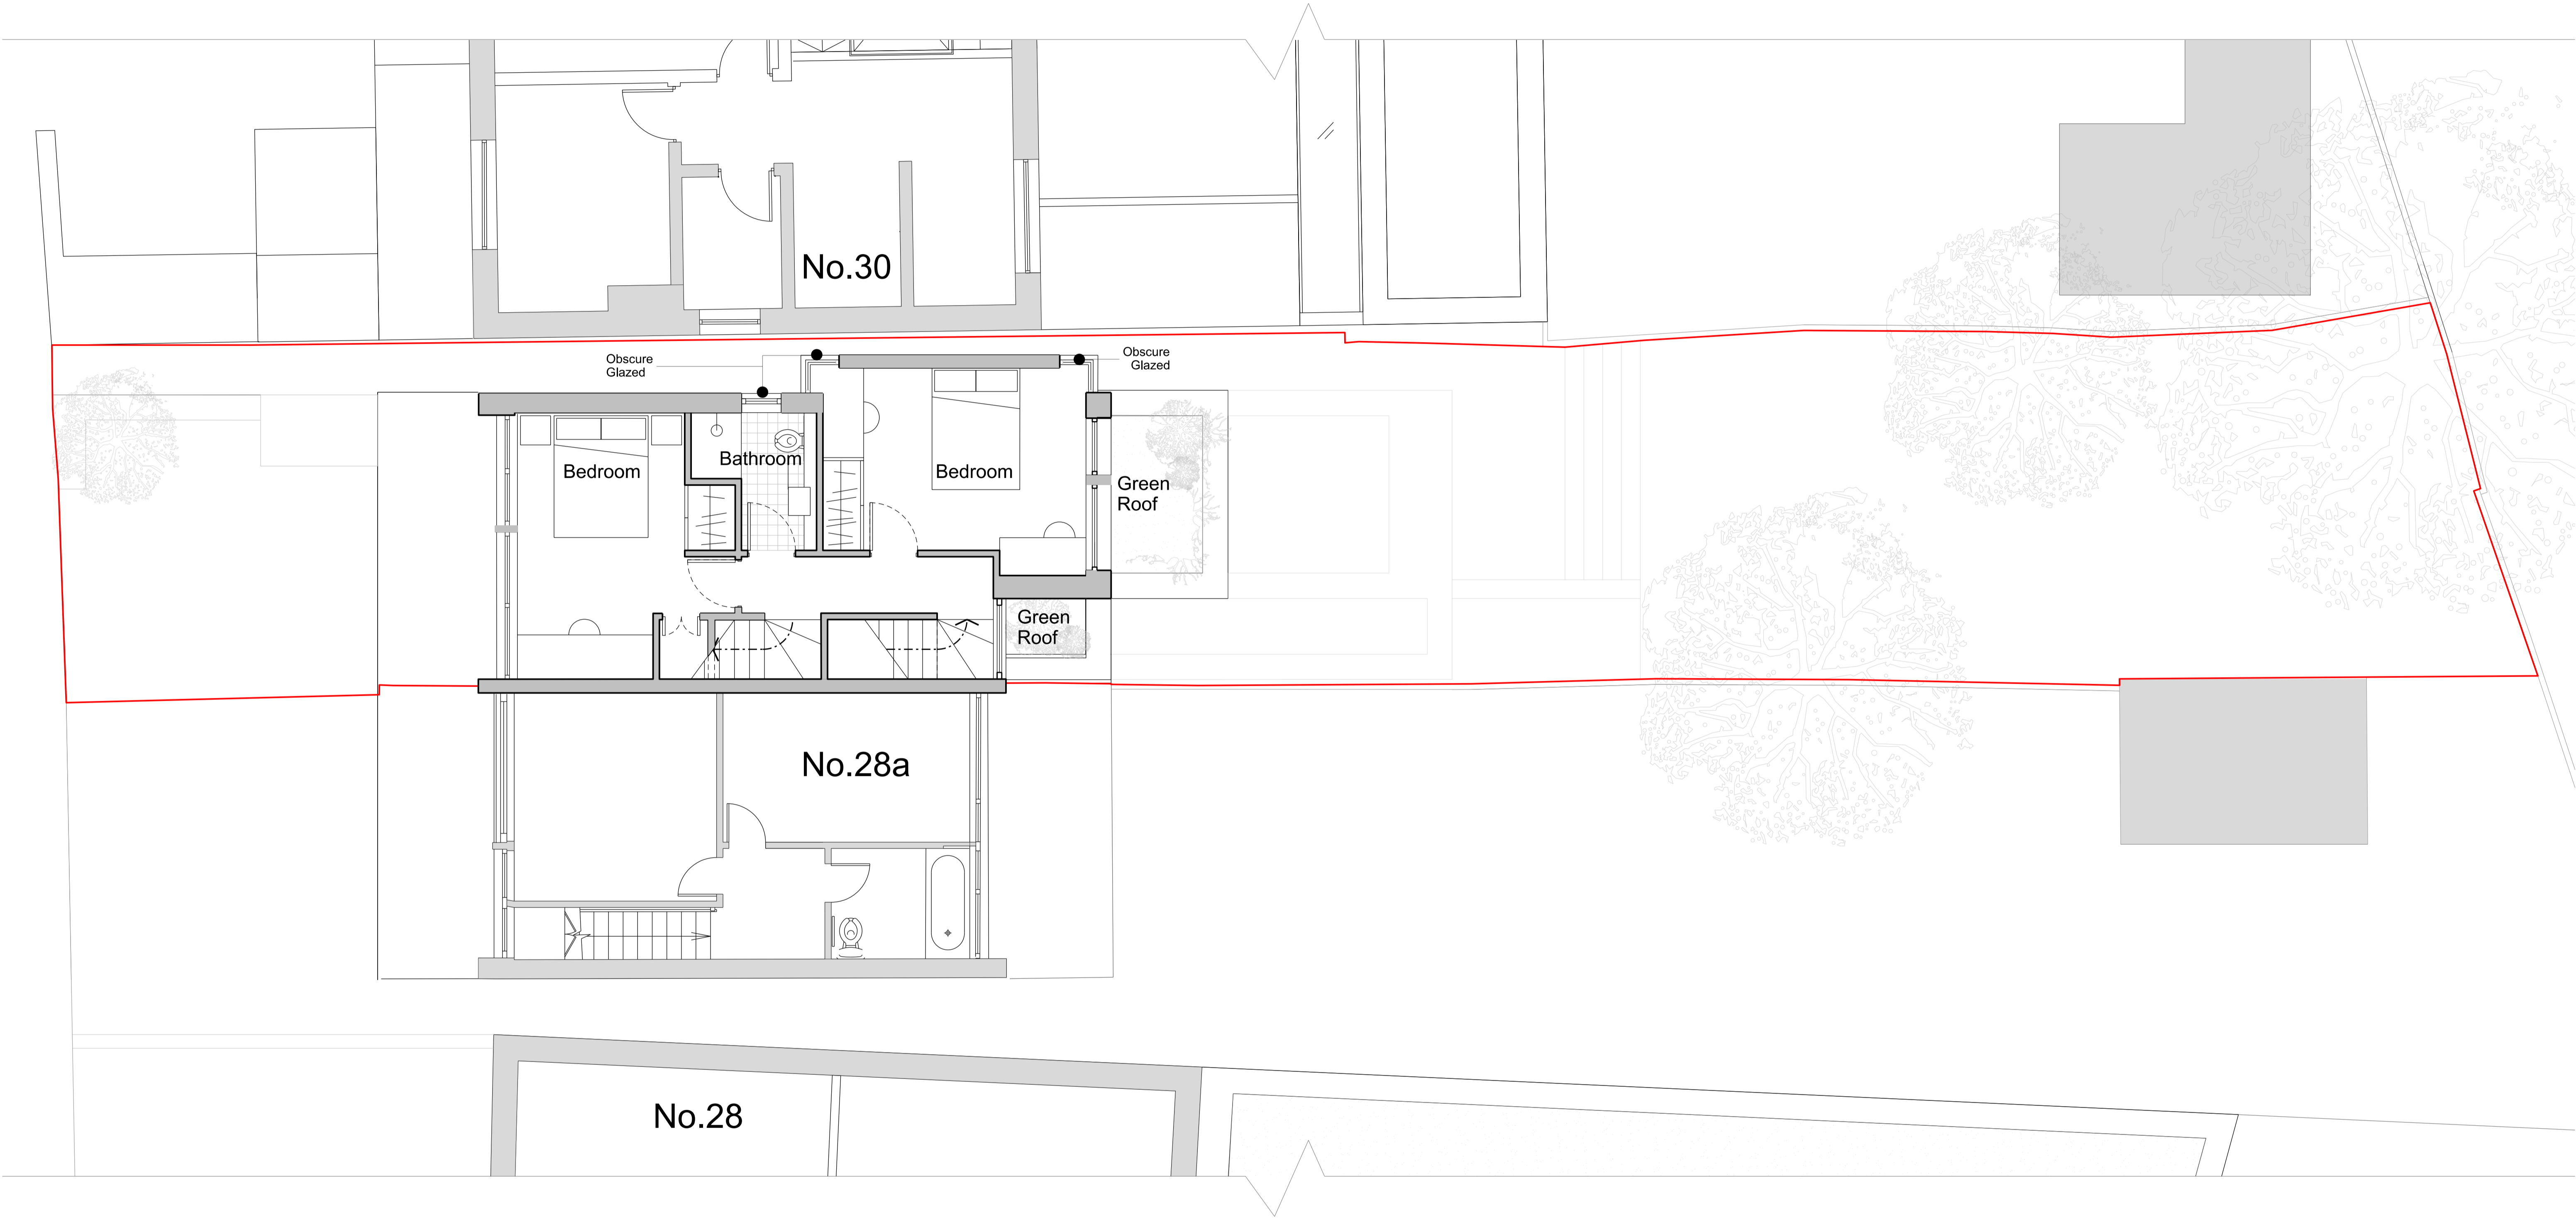 No.30
Obscure
Glazed
Obscure
Glazed
Bedroom
Bathroom
Bedroom
Green
Roof
Green
Roof
No.28a
No.28